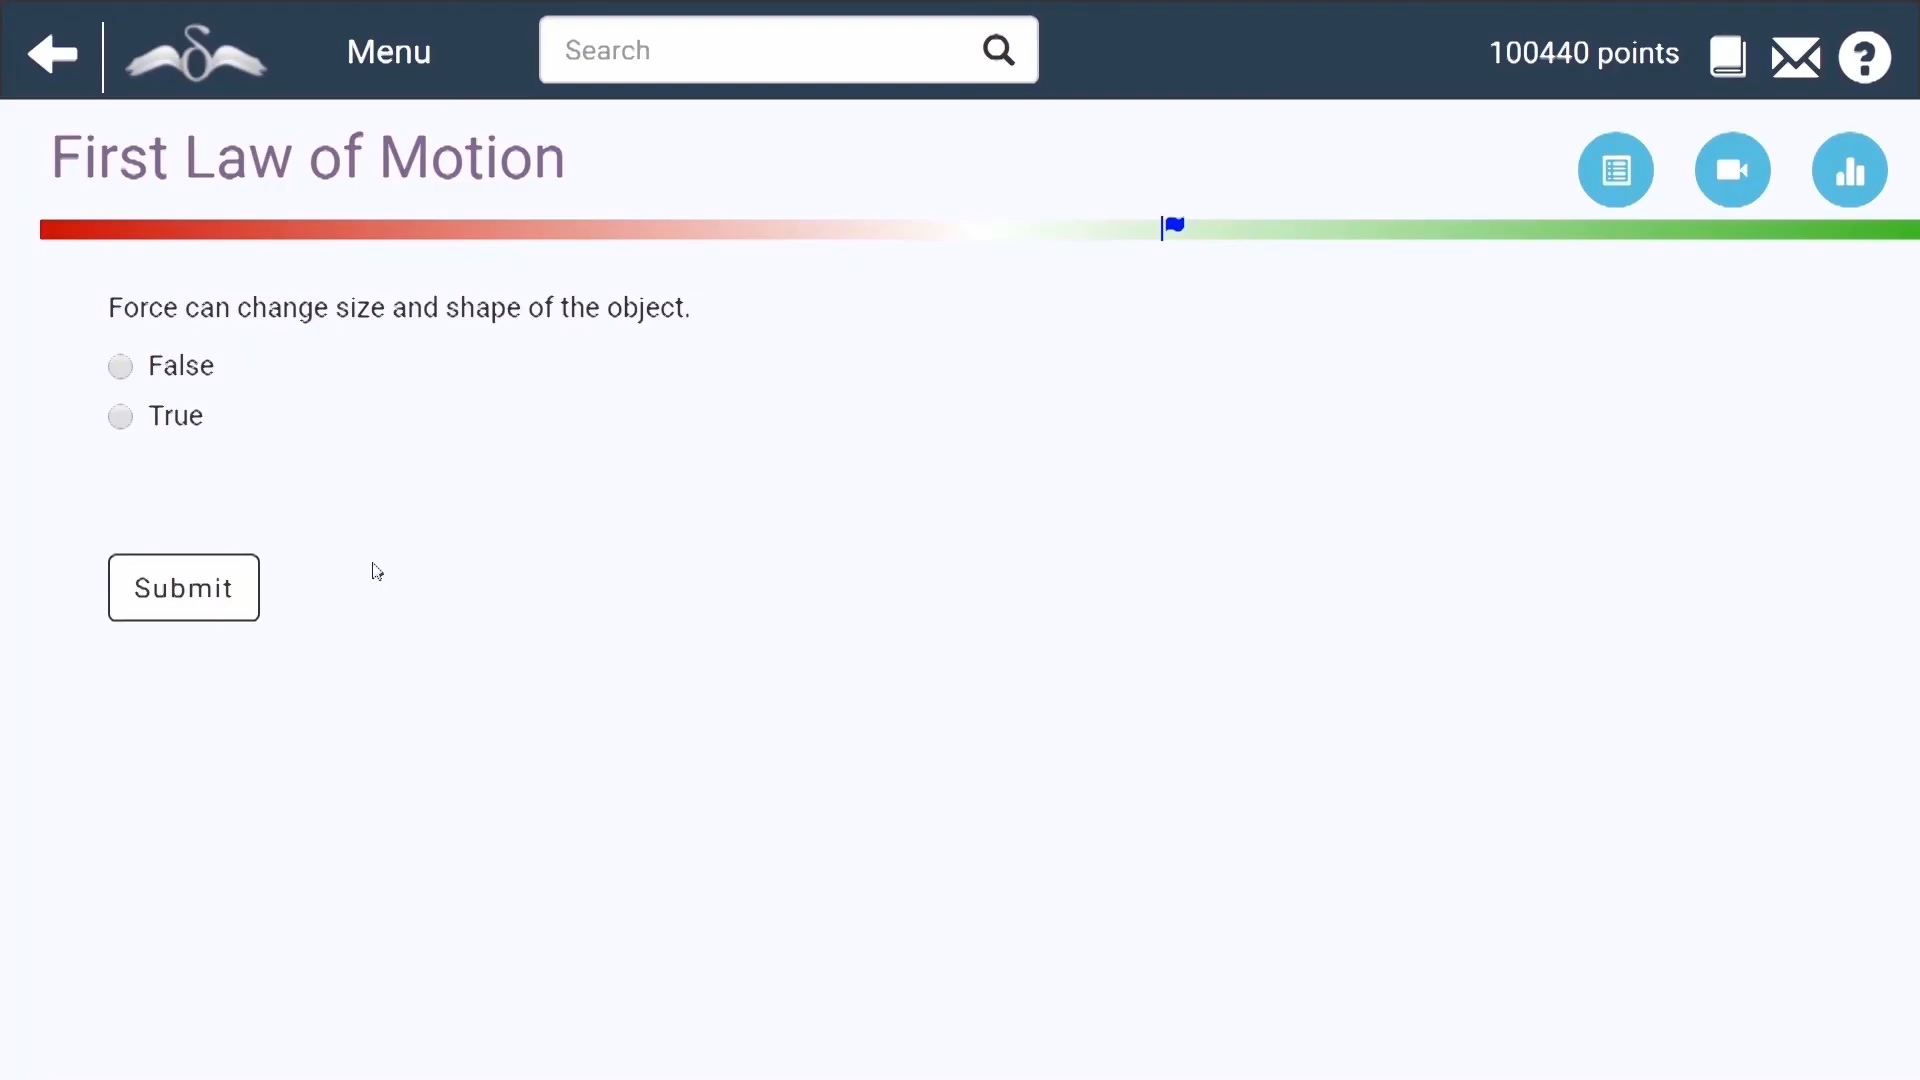 Menu
Search
100440 points
First Law of Motion
Force can change size and shape of the object.
False
True
Submit